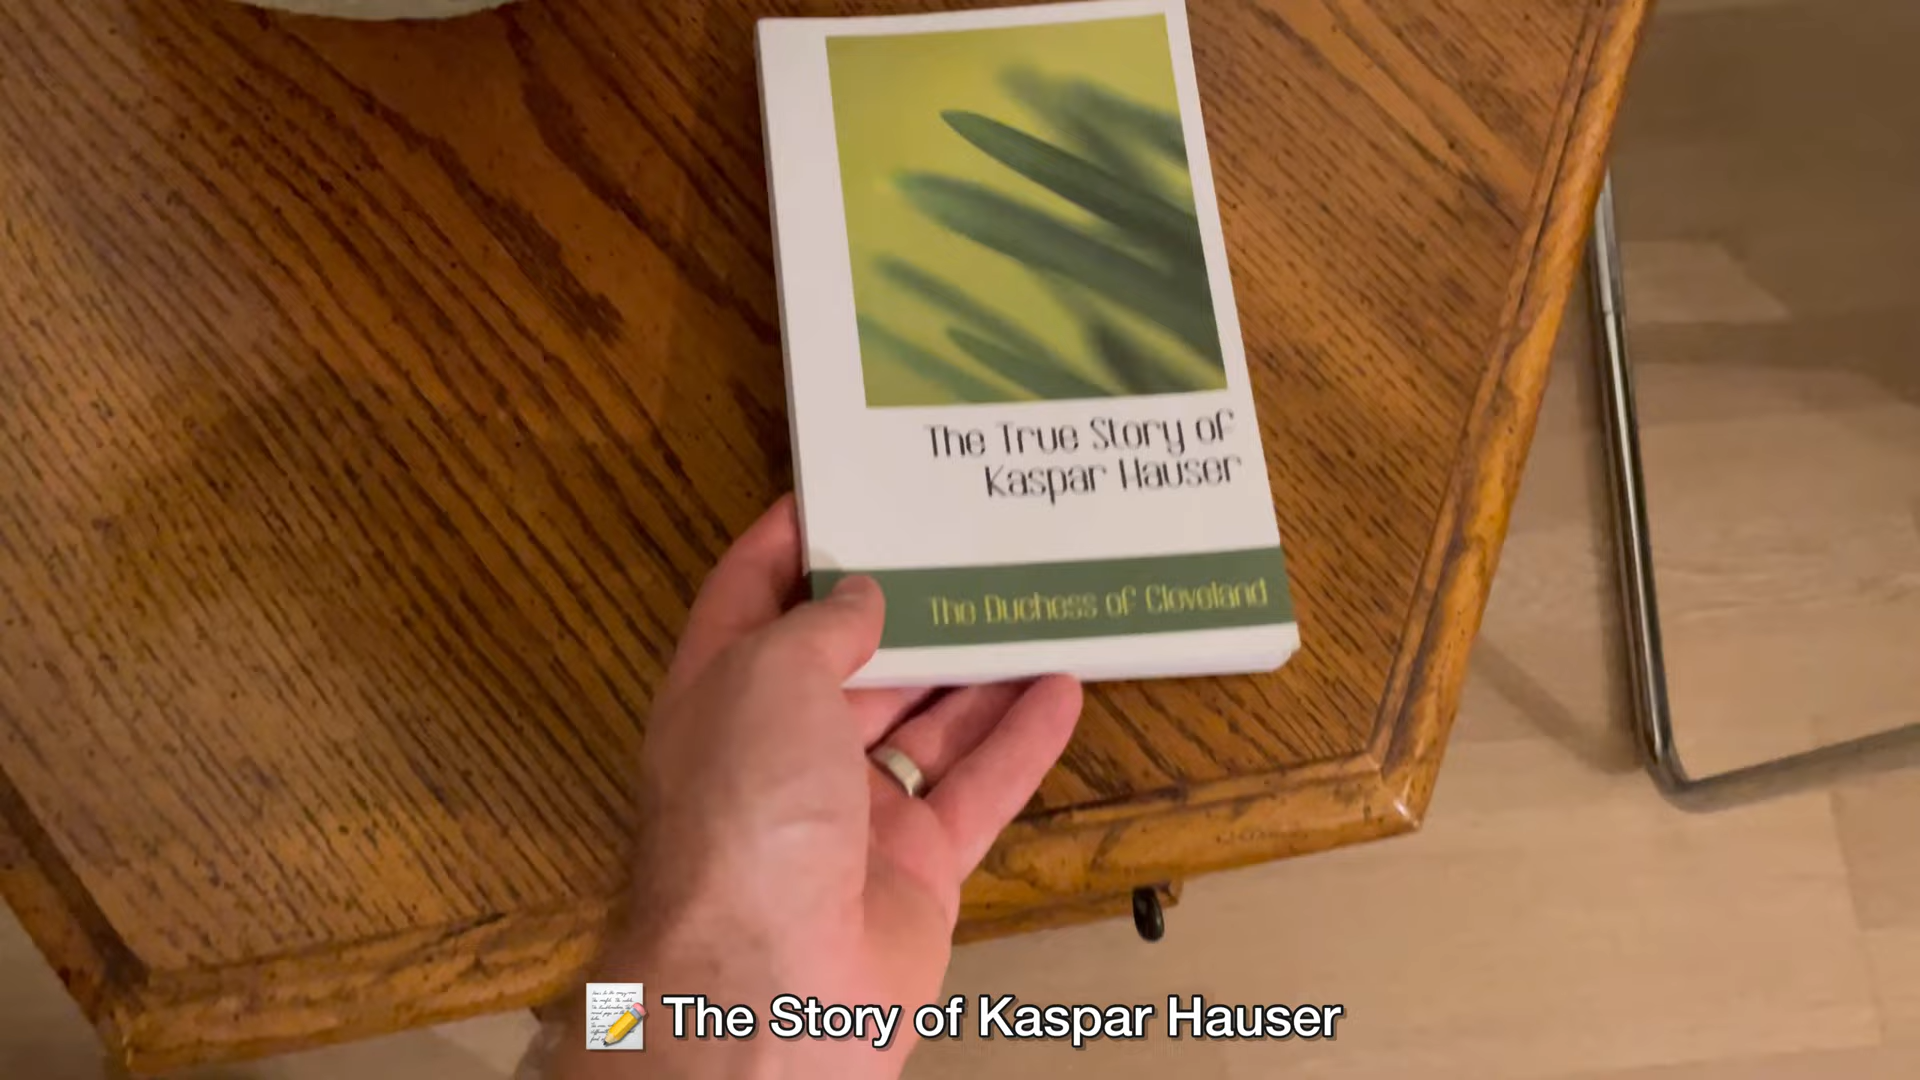 The True Story of
Kaspar Hauser
The Duchess of Cleveland
The Story of Kaspar Hauser